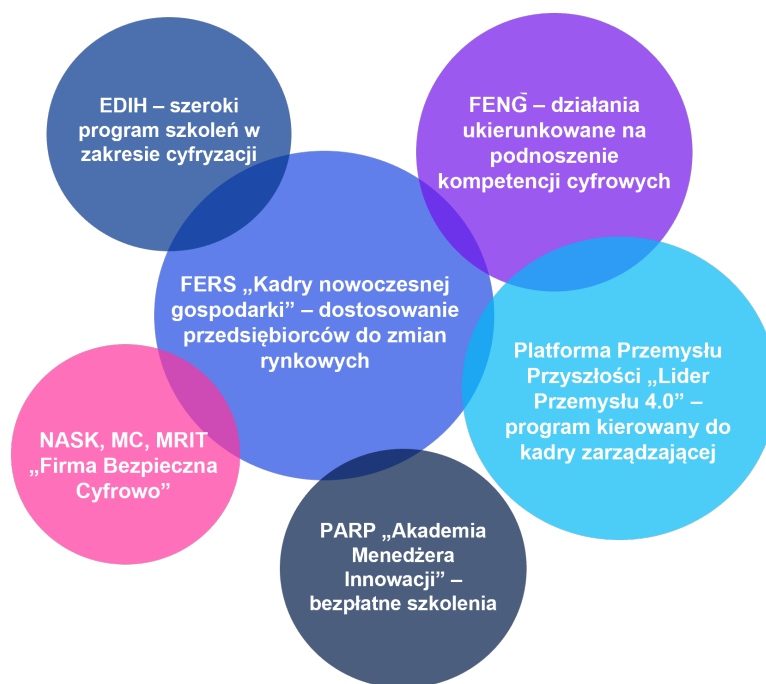 EDIH – szeroki
program szkoleń w
zakresie cyfryzacji
FENG – działania
ukierunkowane na
podnoszenie
kompetencji cyfrowych
FERS „Kadry nowoczesnej
gospodarki” – dostosowanie
przedsiębiorców do zmian
rynkowych
Platforma Przemysłu
Przyszłości „Lider
Przemysłu 4.0” –
program kierowany do
kadry zarządzającej
NASK, MC, MRIT
„Firma Bezpieczna
Cyfrowo”
PARP „Akademia
Menedżera
Innowacji” –
bezpłatne szkolenia